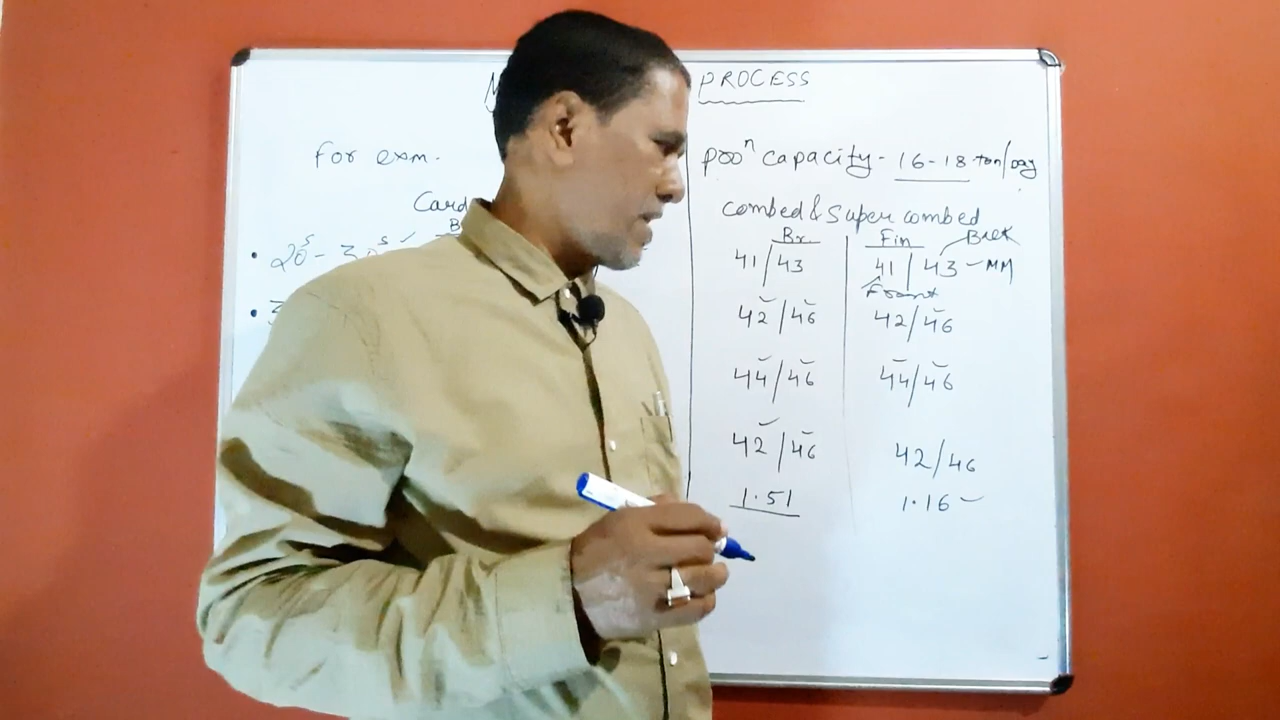 PROCESS
For exm.
Card
20s - 30s ✓
prodn capacity - 16-18 ton/day
Combed & Super combed
Br. Fin Back
41/43 41/43 - MM
Front
42/46 42/46
44/46 44/46
42/46 42/46
1.51 1.16